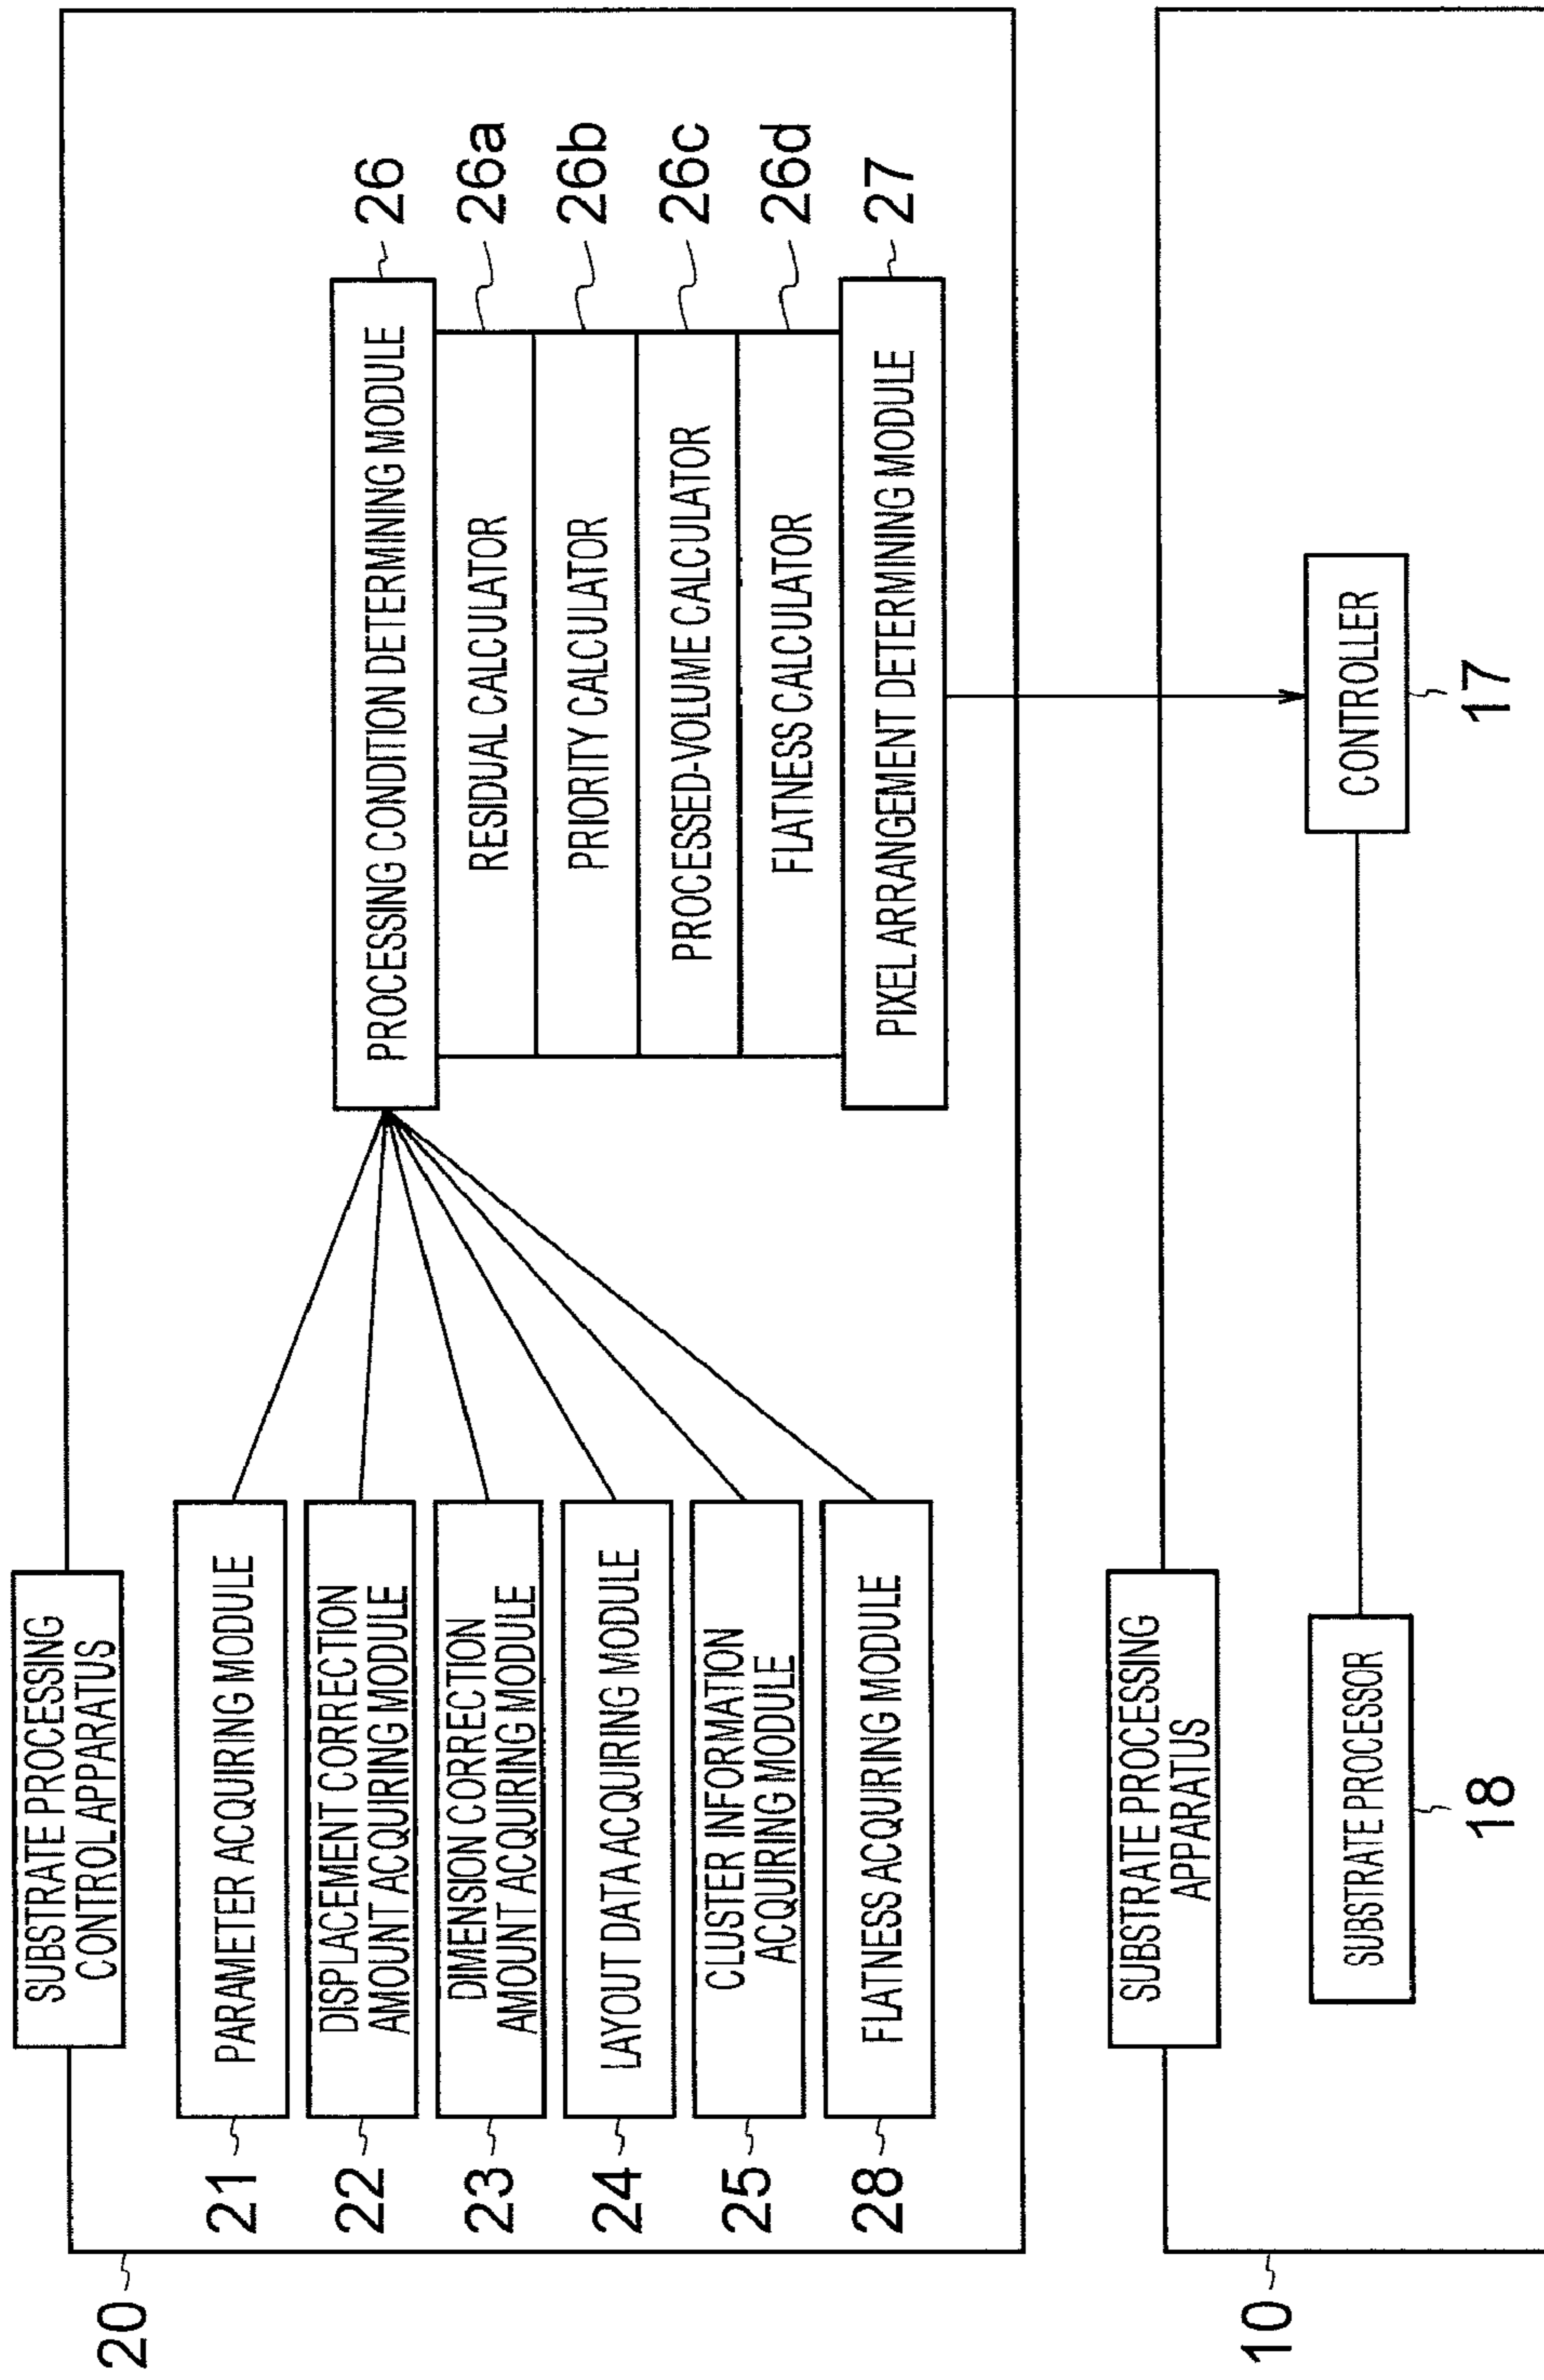 20
SUBSTRATE PROCESSING
CONTROL APPARATUS
21
PARAMETER ACQUIRING MODULE
22
DISPLACEMENT CORRECTION
AMOUNT ACQUIRING MODULE
23
DIMENSION CORRECTION
AMOUNT ACQUIRING MODULE
24
LAYOUT DATA ACQUIRING MODULE
25
CLUSTER INFORMATION
ACQUIRING MODULE
28
FLATNESS ACQUIRING MODULE
PROCESSING CONDITION DETERMINING MODULE
26
RESIDUAL CALCULATOR
26a
PRIORITY CALCULATOR
26b
PROCESSED-VOLUME CALCULATOR
26c
FLATNESS CALCULATOR
26d
PIXEL ARRANGEMENT DETERMINING MODULE
27
10
SUBSTRATE PROCESSING
APPARATUS
SUBSTRATE PROCESSOR
18
CONTROLLER
17